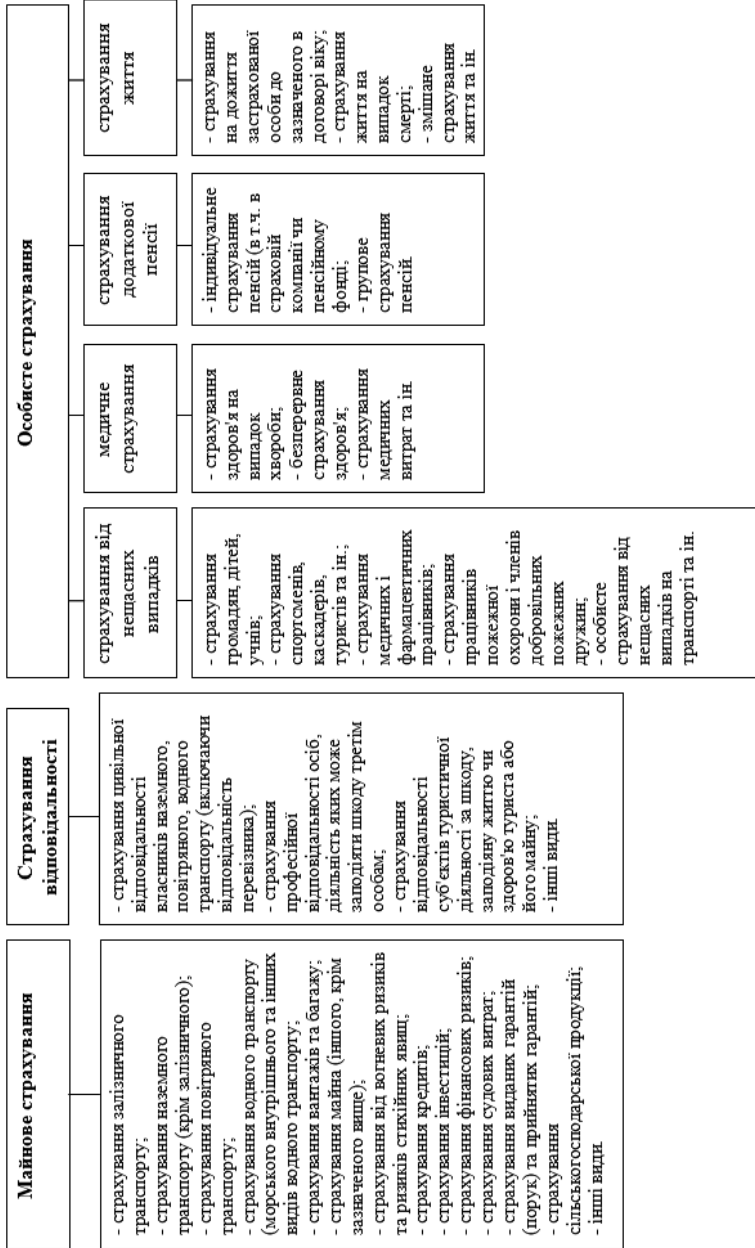 Майнове страхування
- страхування залізничного
транспорту;
- страхування наземного
транспорту (крім залізничного);
- страхування повітряного
транспорту;
- страхування водного транспорту
(морського внутрішнього та інших
видів водного транспорту;
- страхування вантажів та багажу;
- страхування майна (іншого, крім
зазначеного вище);
- страхування від вогневих ризиків
та ризиків стихійних явищ;
- страхування кредитів;
- страхування інвестицій;
- страхування фінансових ризиків;
- страхування судових витрат;
- страхування виданих гарантій
(порук) та прийнятих гарантій;
- страхування
сільськогосподарської продукції;
- інші види.
Страхування
відповідальності
- страхування цивільної
відповідальності
власників наземного,
повітряного, водного
транспорту (включаючи
відповідальність
перевізника);
- страхування
професійної
відповідальності осіб,
діяльність яких може
заподіяти шкоду третім
особам;
- страхування
відповідальності
суб'єктів туристичної
діяльності за шкоду,
заподіяну життю чи
здоров'ю туриста або
його майну;
- інші види.
Особисте страхування
страхування від
нещасних
випадків
- страхування
громадян, дітей,
учнів;
- страхування
спортсменів,
каскадерів,
туристів та ін.;
- страхування
медичних і
фармацевтичних
працівників;
- страхування
працівників
пожежної
охорони і членів
добровільних
пожежних
дружин;
- особисте
страхування від
нещасних
випадків на
транспорті та ін.
медичне
страхування
- страхування
здоров'я на
випадок
хвороби;
- безперервне
страхування
здоров'я;
- страхування
медичних
витрат та ін.
страхування
додаткової
пенсії
- індивідуальне
страхування
пенсій (в т.ч. в
страховій
компанії чи
пенсійному
фонді;
- групове
страхування
пенсій.
страхування
життя
- страхування
на дожиття
застрахованої
особи до
зазначеного в
договорі віку;
- страхування
життя на
випадок
смерті;
- змішане
страхування
життя та ін.